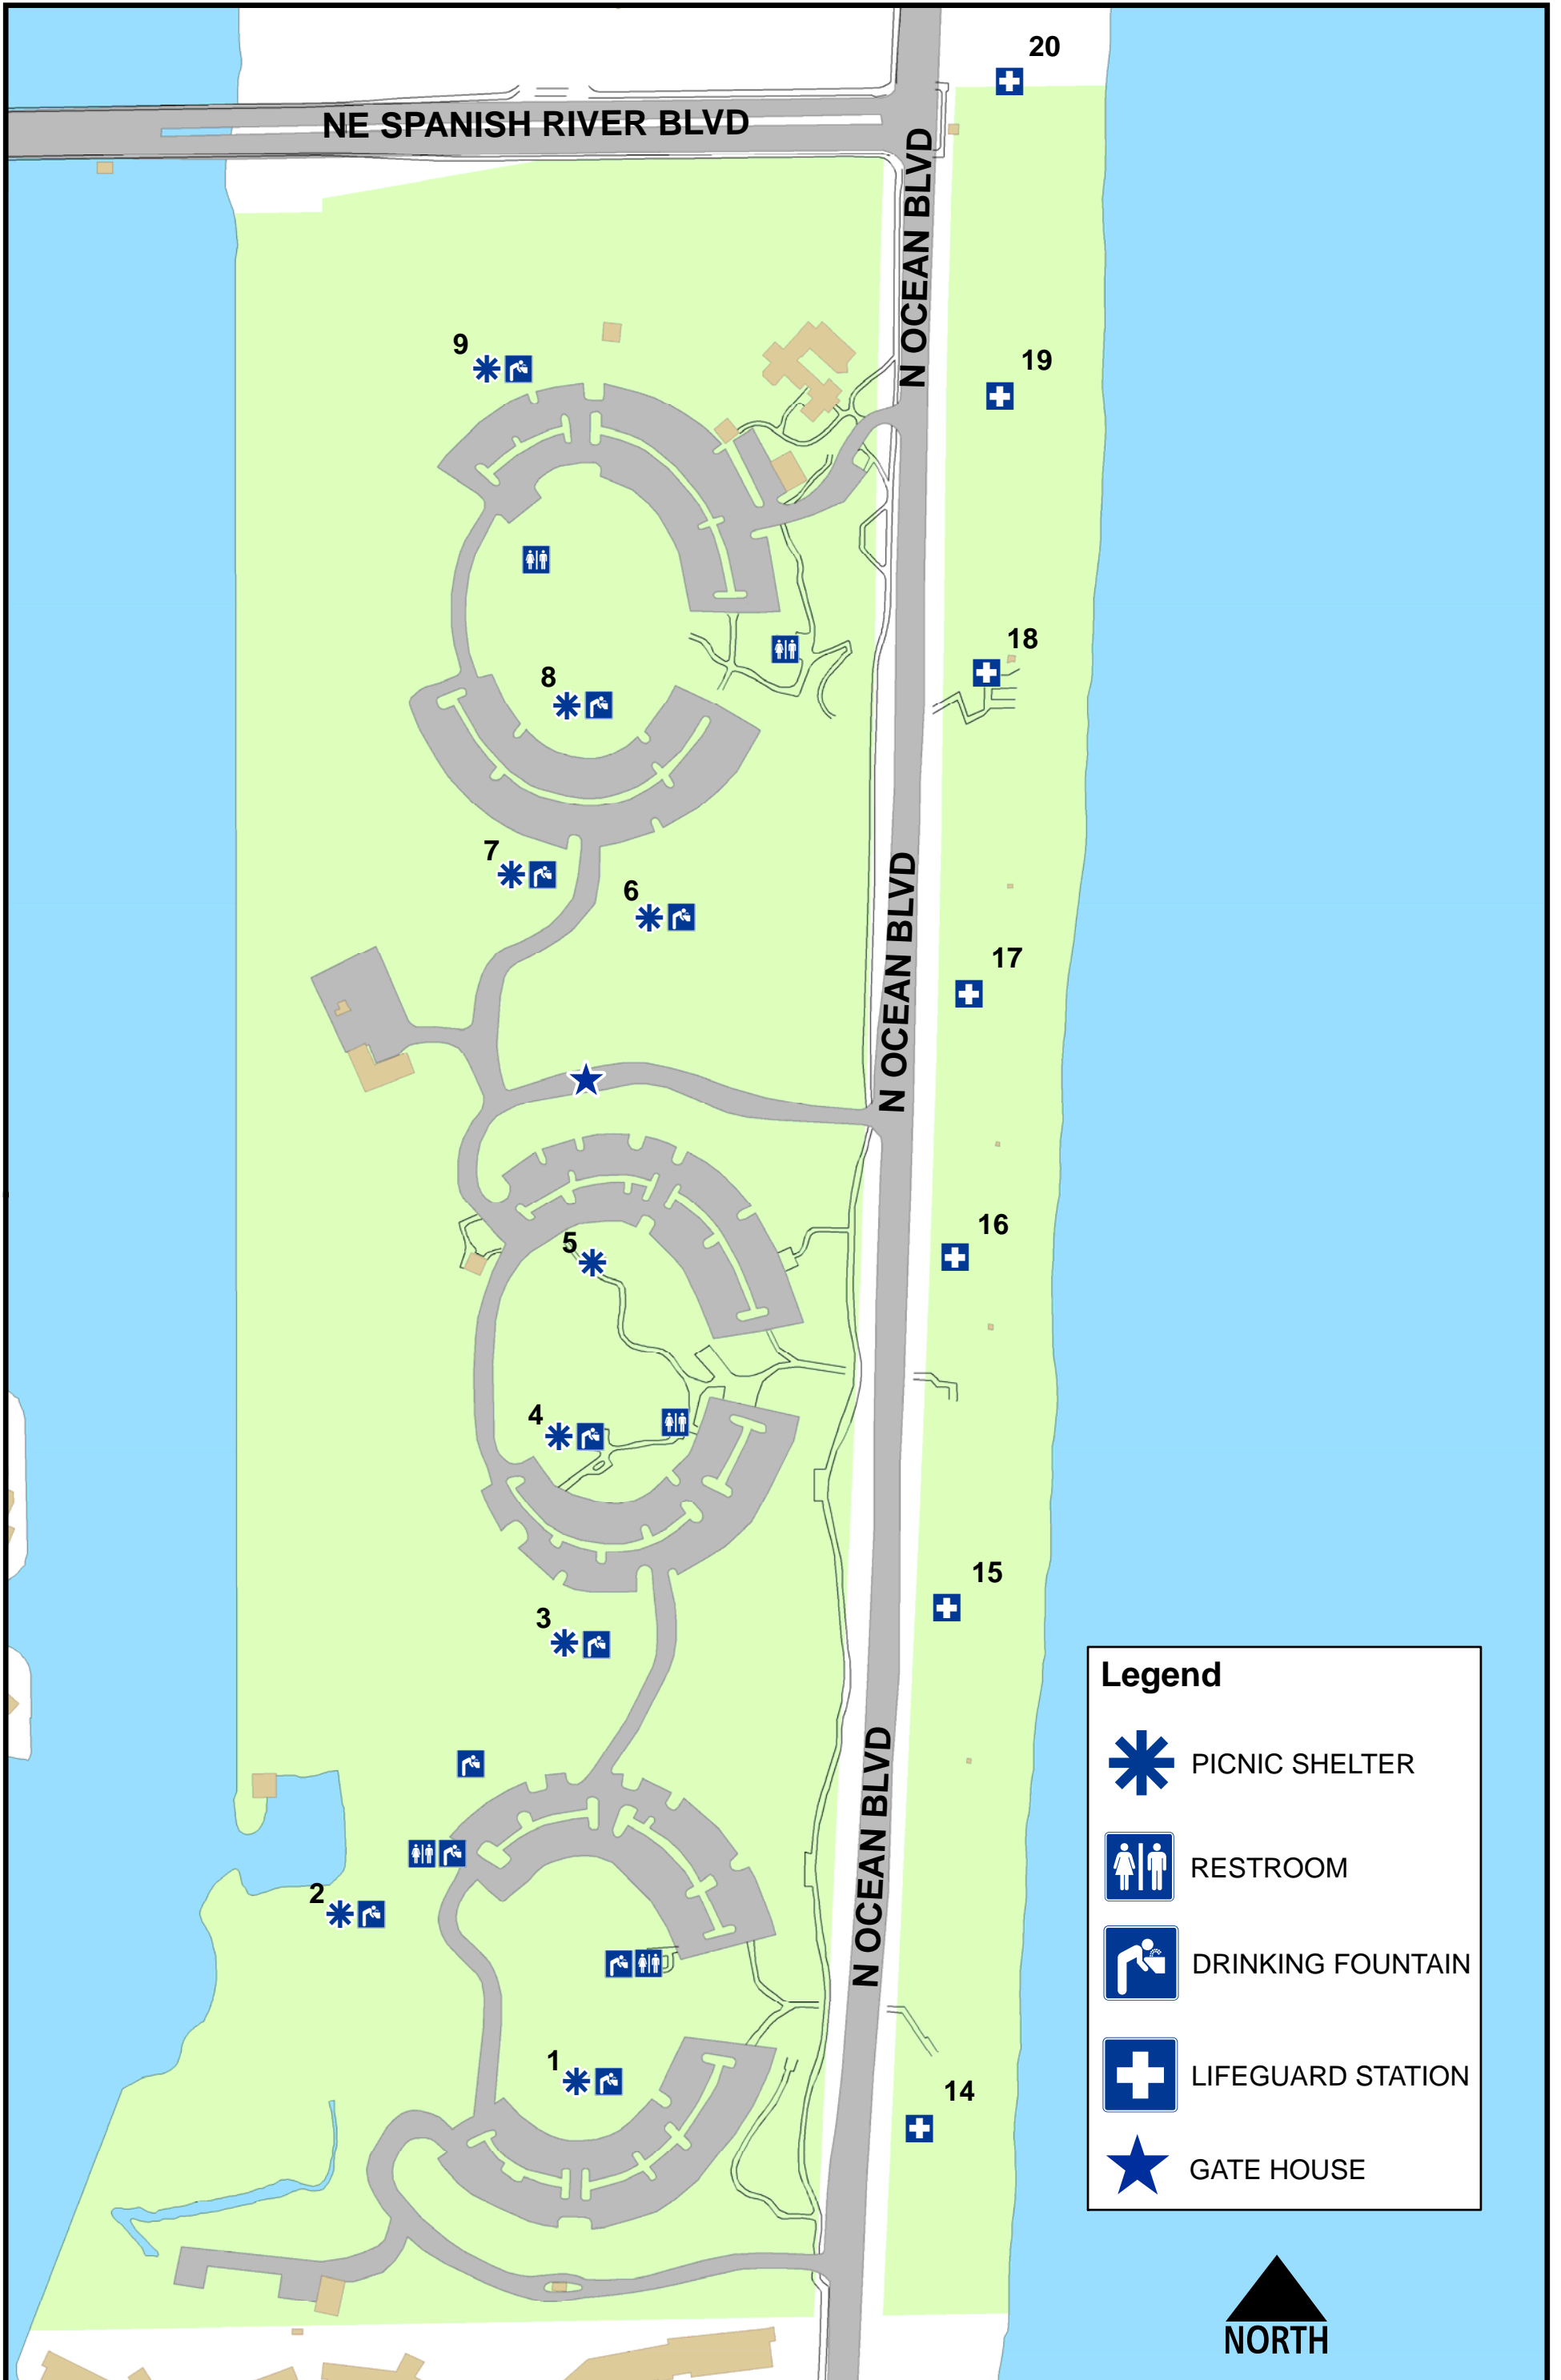 20
NE SPANISH RIVER BLVD
N OCEAN BLVD
9
19
18
8
7
6
17
N OCEAN BLVD
16
5
4
15
3
Legend
PICNIC SHELTER
RESTROOM
DRINKING FOUNTAIN
LIFEGUARD STATION
GATE HOUSE
N OCEAN BLVD
2
1
14
NORTH